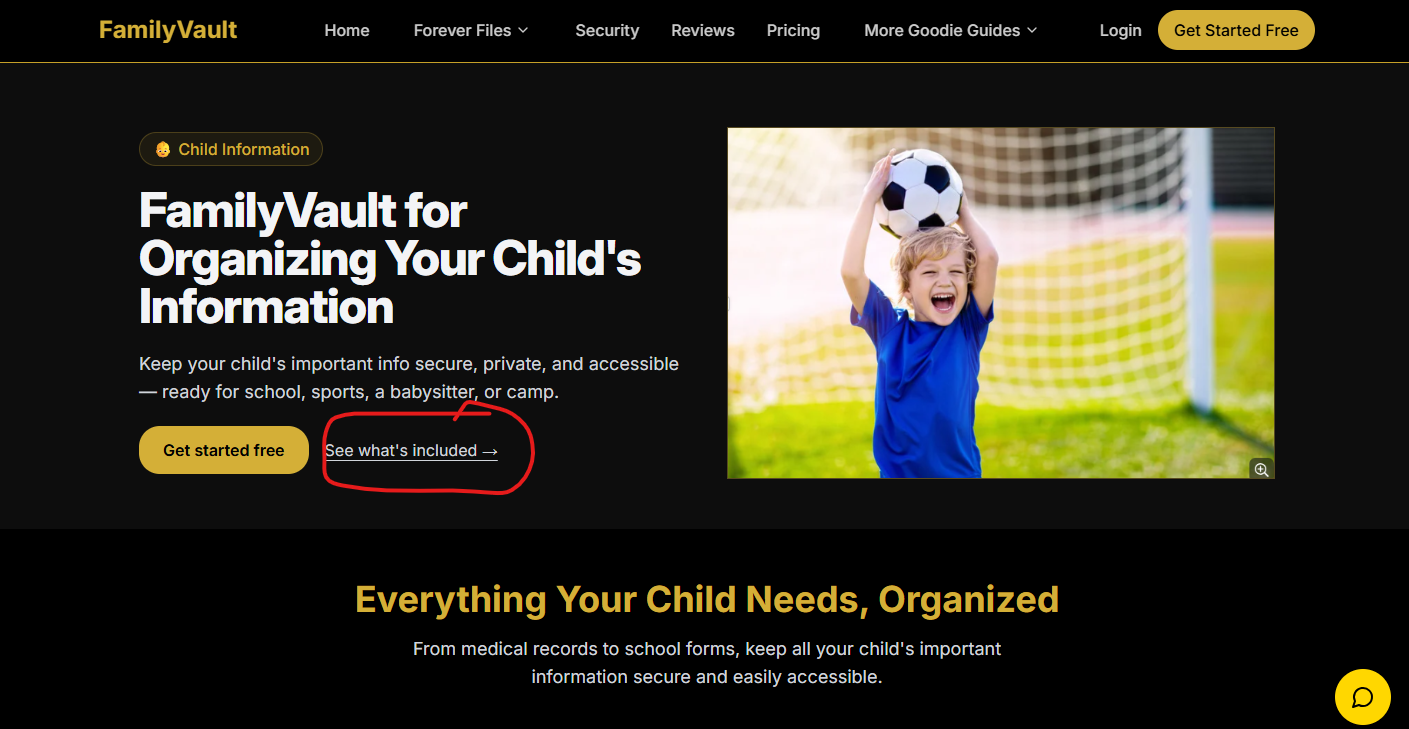 FamilyVault
Home
Forever Files
Security
Reviews
Pricing
More Goodie Guides
Login
Get Started Free
Child Information
FamilyVault for
Organizing Your Child's
Information
Keep your child's important info secure, private, and accessible
— ready for school, sports, a babysitter, or camp.
Get started free
See what's included →
Everything Your Child Needs, Organized
From medical records to school forms, keep all your child's important
information secure and easily accessible.